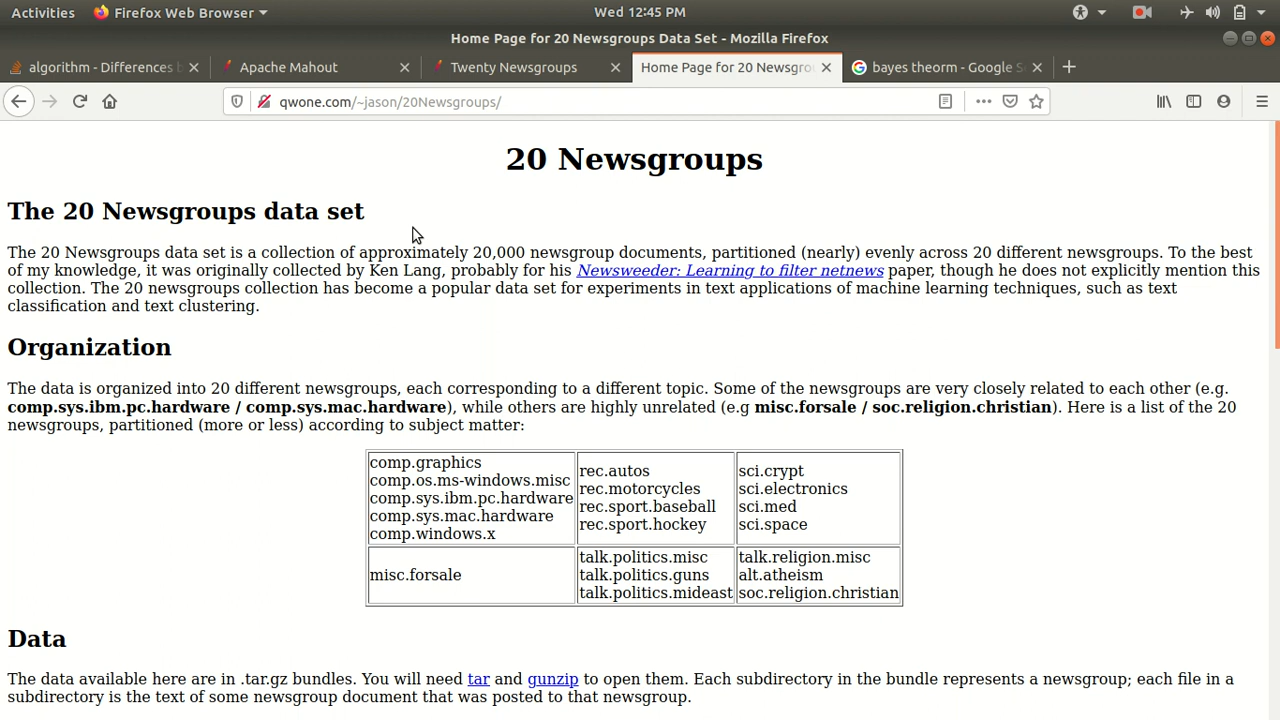 Activities Firefox Web Browser Wed 12:45 PM
Home Page for 20 Newsgroups Data Set - Mozilla Firefox
algorithm - Differences Apache Mahout Twenty Newsgroups Home Page for 20 Newsgro bayes theorm - Google S
qwone.com/~jason/20Newsgroups/
20 Newsgroups
The 20 Newsgroups data set
The 20 Newsgroups data set is a collection of approximately 20,000 newsgroup documents, partitioned (nearly) evenly across 20 different newsgroups. To the best
of my knowledge, it was originally collected by Ken Lang, probably for his Newsweeder: Learning to filter netnews paper, though he does not explicitly mention this
collection. The 20 newsgroups collection has become a popular data set for experiments in text applications of machine learning techniques, such as text
classification and text clustering.
Organization
The data is organized into 20 different newsgroups, each corresponding to a different topic. Some of the newsgroups are very closely related to each other (e.g.
comp.sys.ibm.pc.hardware / comp.sys.mac.hardware), while others are highly unrelated (e.g misc.forsale / soc.religion.christian). Here is a list of the 20
newsgroups, partitioned (more or less) according to subject matter:
comp.graphics
comp.os.ms-windows.misc
comp.sys.ibm.pc.hardware
comp.sys.mac.hardware
comp.windows.x
rec.autos
rec.motorcycles
rec.sport.baseball
rec.sport.hockey
sci.crypt
sci.electronics
sci.med
sci.space
misc.forsale
talk.politics.misc
talk.politics.guns
talk.politics.mideast
talk.religion.misc
alt.atheism
soc.religion.christian
Data
The data available here are in .tar.gz bundles. You will need tar and gunzip to open them. Each subdirectory in the bundle represents a newsgroup; each file in a
subdirectory is the text of some newsgroup document that was posted to that newsgroup.